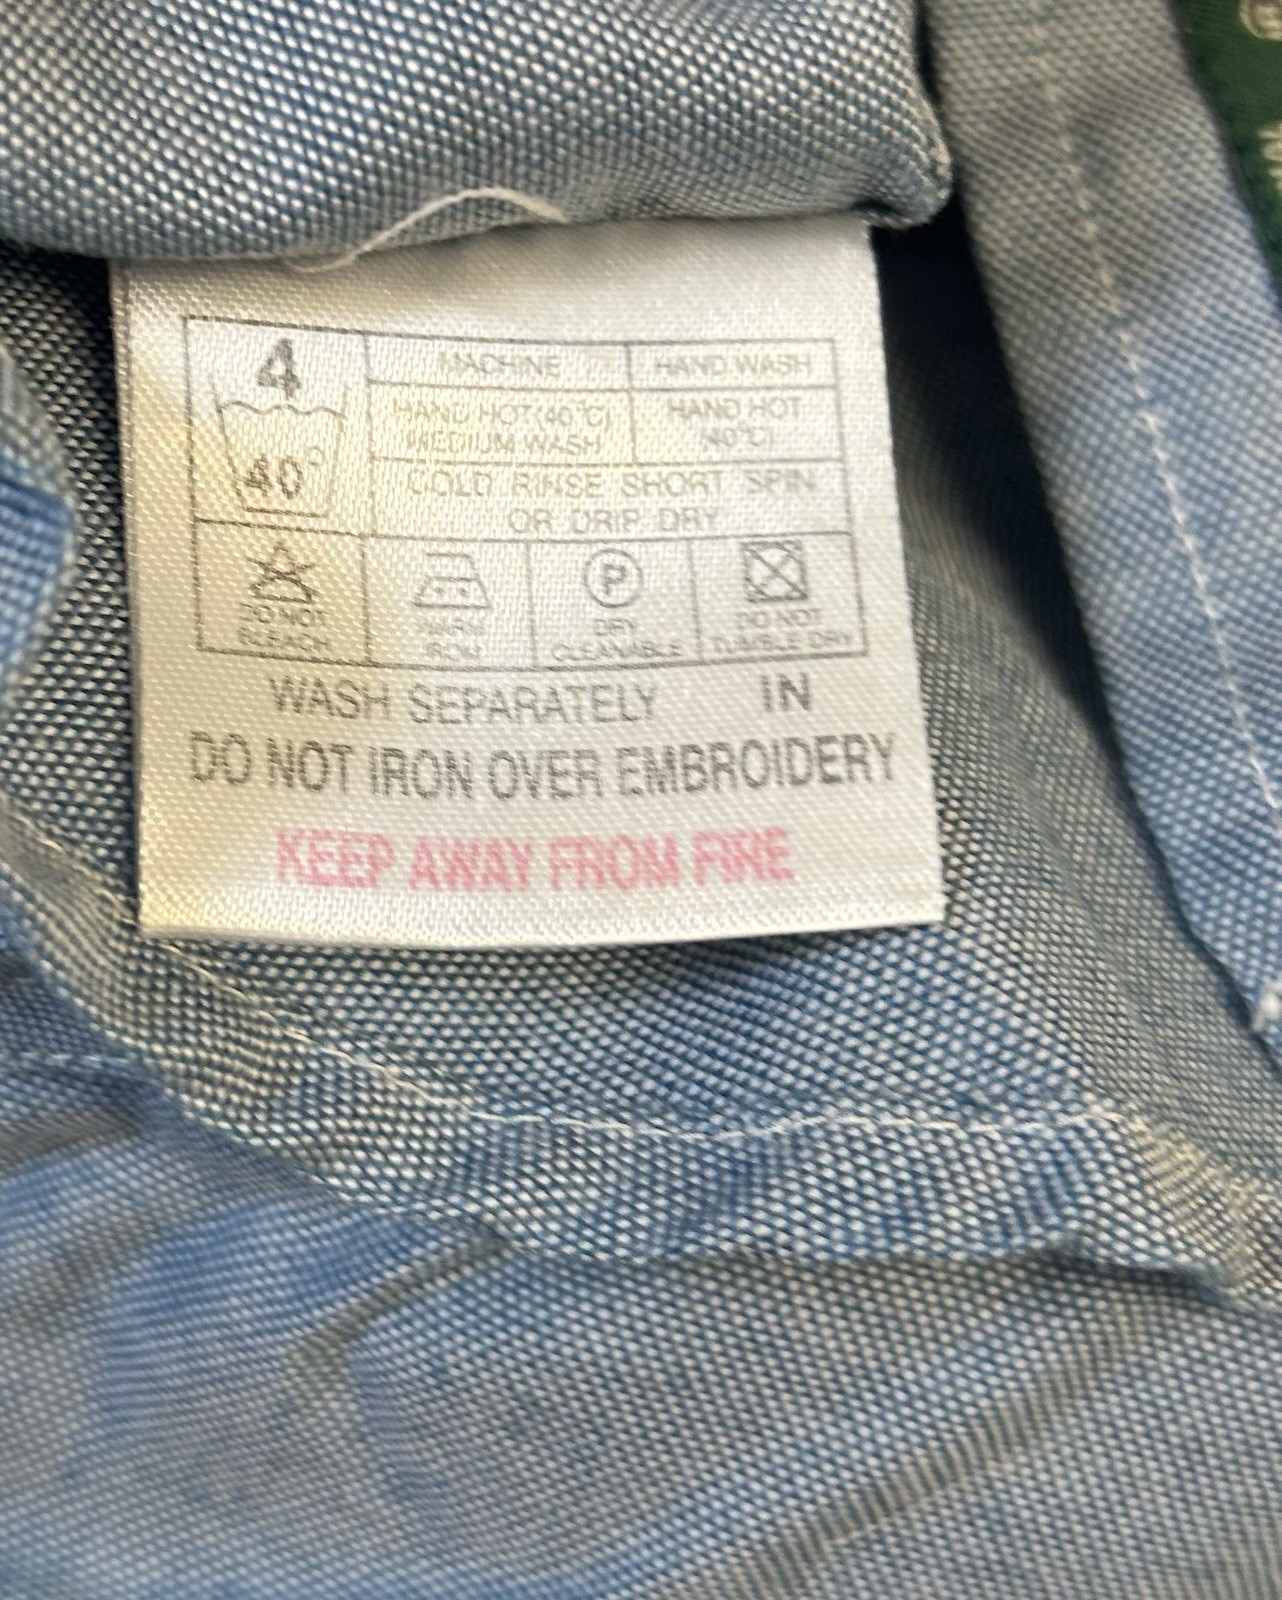 4
40°
MACHINE
HAND WASH
HAND HOT (40°C)
MEDIUM WASH
HAND HOT
(40°C)
COLD RINSE SHORT SPIN
OR DRIP DRY
DO NOT
BLEACH
WARM
IRON
P
DRY
CLEANABLE
DO NOT
TUMBLE DRY
WASH SEPARATELY IN
DO NOT IRON OVER EMBROIDERY
KEEP AWAY FROM FIRE